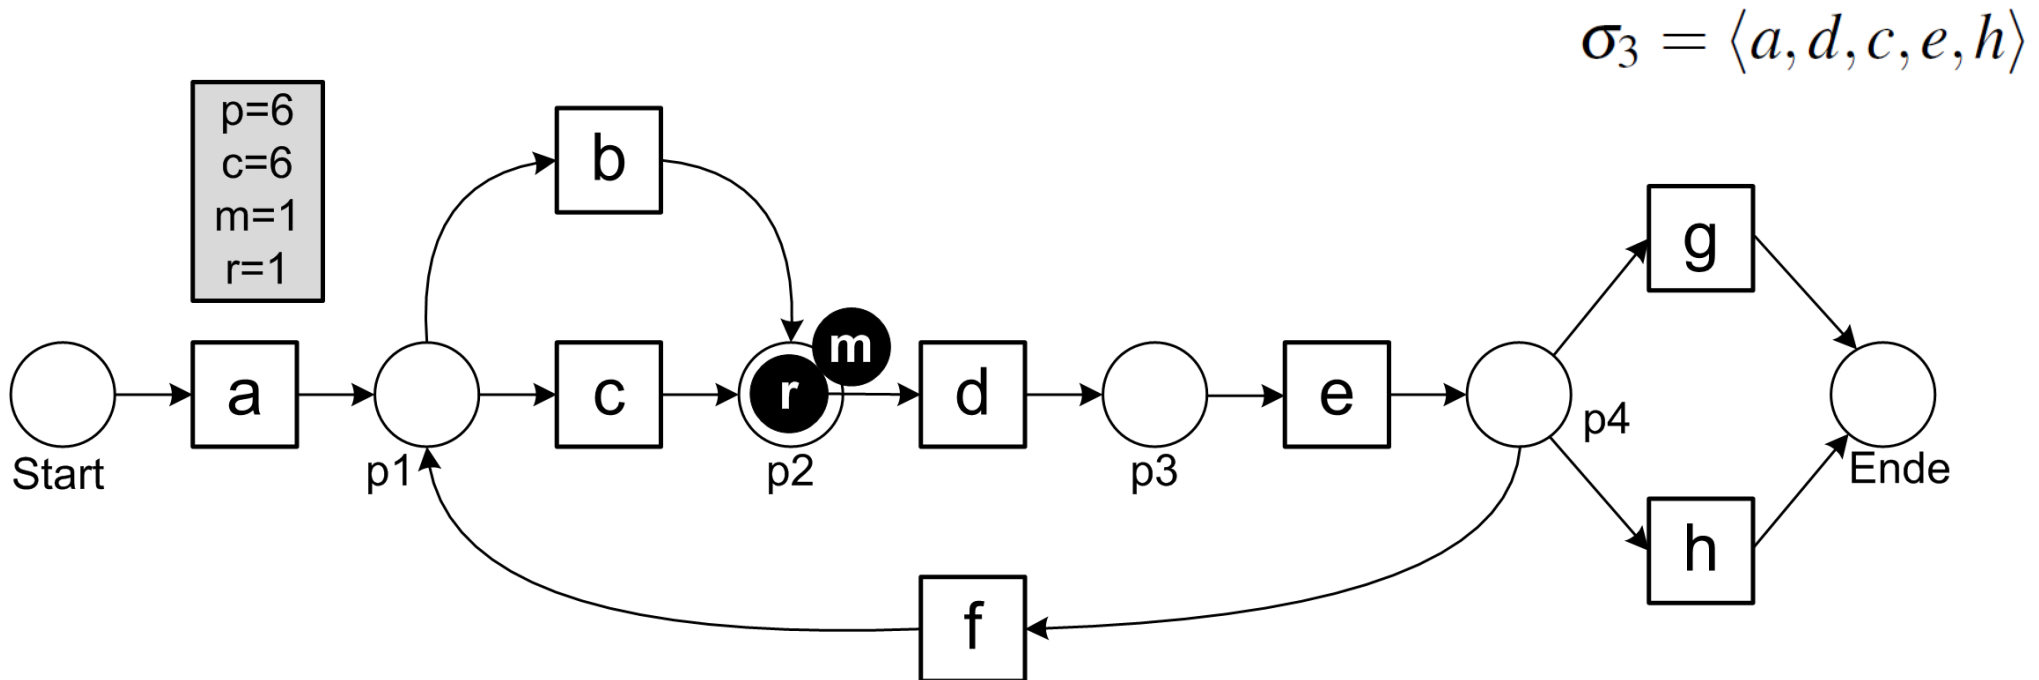 σ₃ = ⟨a, d, c, e, h⟩
p=6
c=6
m=1
r=1
b
g
m
a
c
r
d
e
p4
Start
p1
p2
p3
Ende
h
f